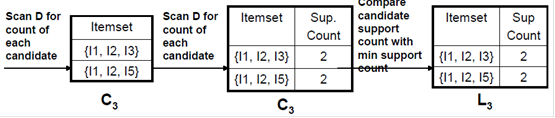 Scan D for
count of
each
candidate
Itemset
{I1, I2, I3}
{I1, I2, I5}
C3
Scan D for
count of
each
candidate
Itemset Sup.
Count
{I1, I2, I3} 2
{I1, I2, I5} 2
C3
Compare
candidate
support
count with
min support
count
Itemset Sup
Count
{I1, I2, I3} 2
{I1, I2, I5} 2
L3